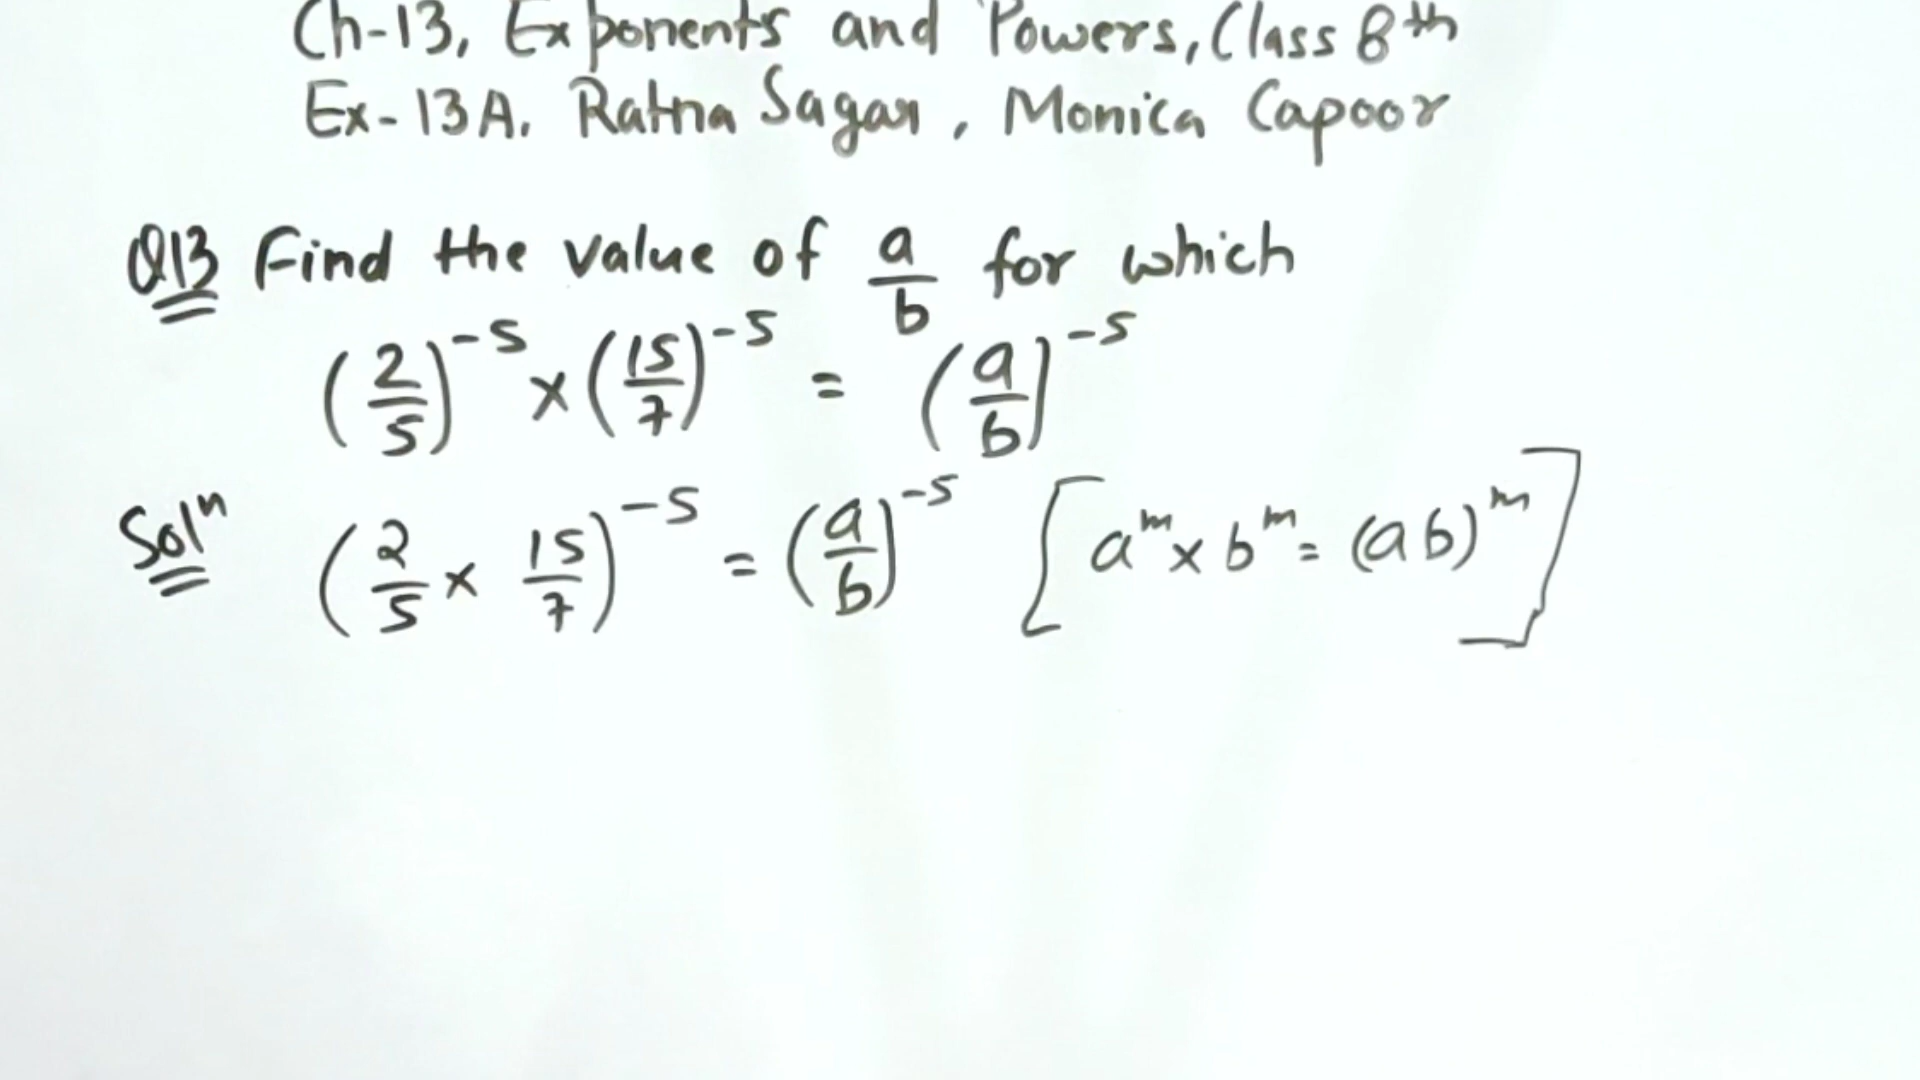 Ch-13, Exponents and Powers, Class 8th
Ex-13A. Ratna Sagar, Monica Capoor
Q13 Find the value of a/b for which
(2/5)^-5 × (15/7)^-5 = (a/b)^-5
Solⁿ (2/5 × 15/7)^-5 = (a/b)^-5 [a^m × b^m = (ab)^m]